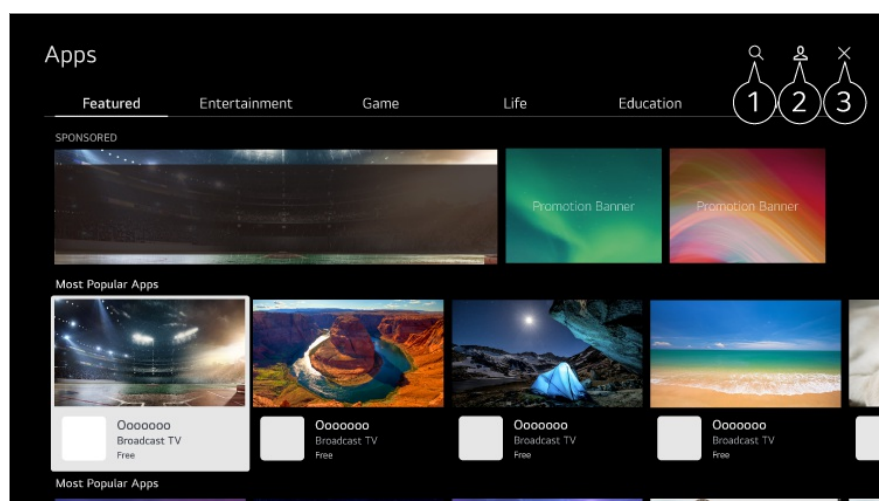 Apps
1 2 3
Featured Entertainment Game Life Education
SPONSORED
Promotion Banner Promotion Banner
Most Popular Apps
Ooooooo Ooooooo Ooooooo Ooooooo
Broadcast TV Broadcast TV Broadcast TV Broadcast TV
Free Free Free Free
Most Popular Apps